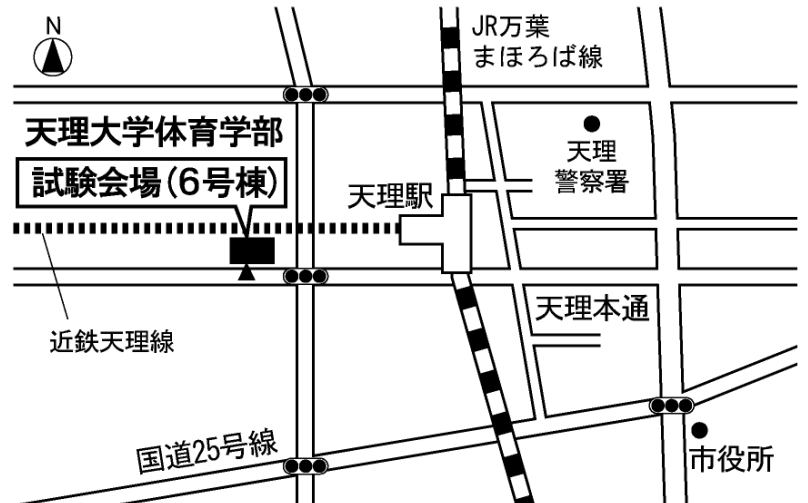 N
JR万葉
まほろば線
天理大学体育学部
試験会場(6号棟)
天理
警察署
天理駅
天理本通
近鉄天理線
国道25号線
市役所